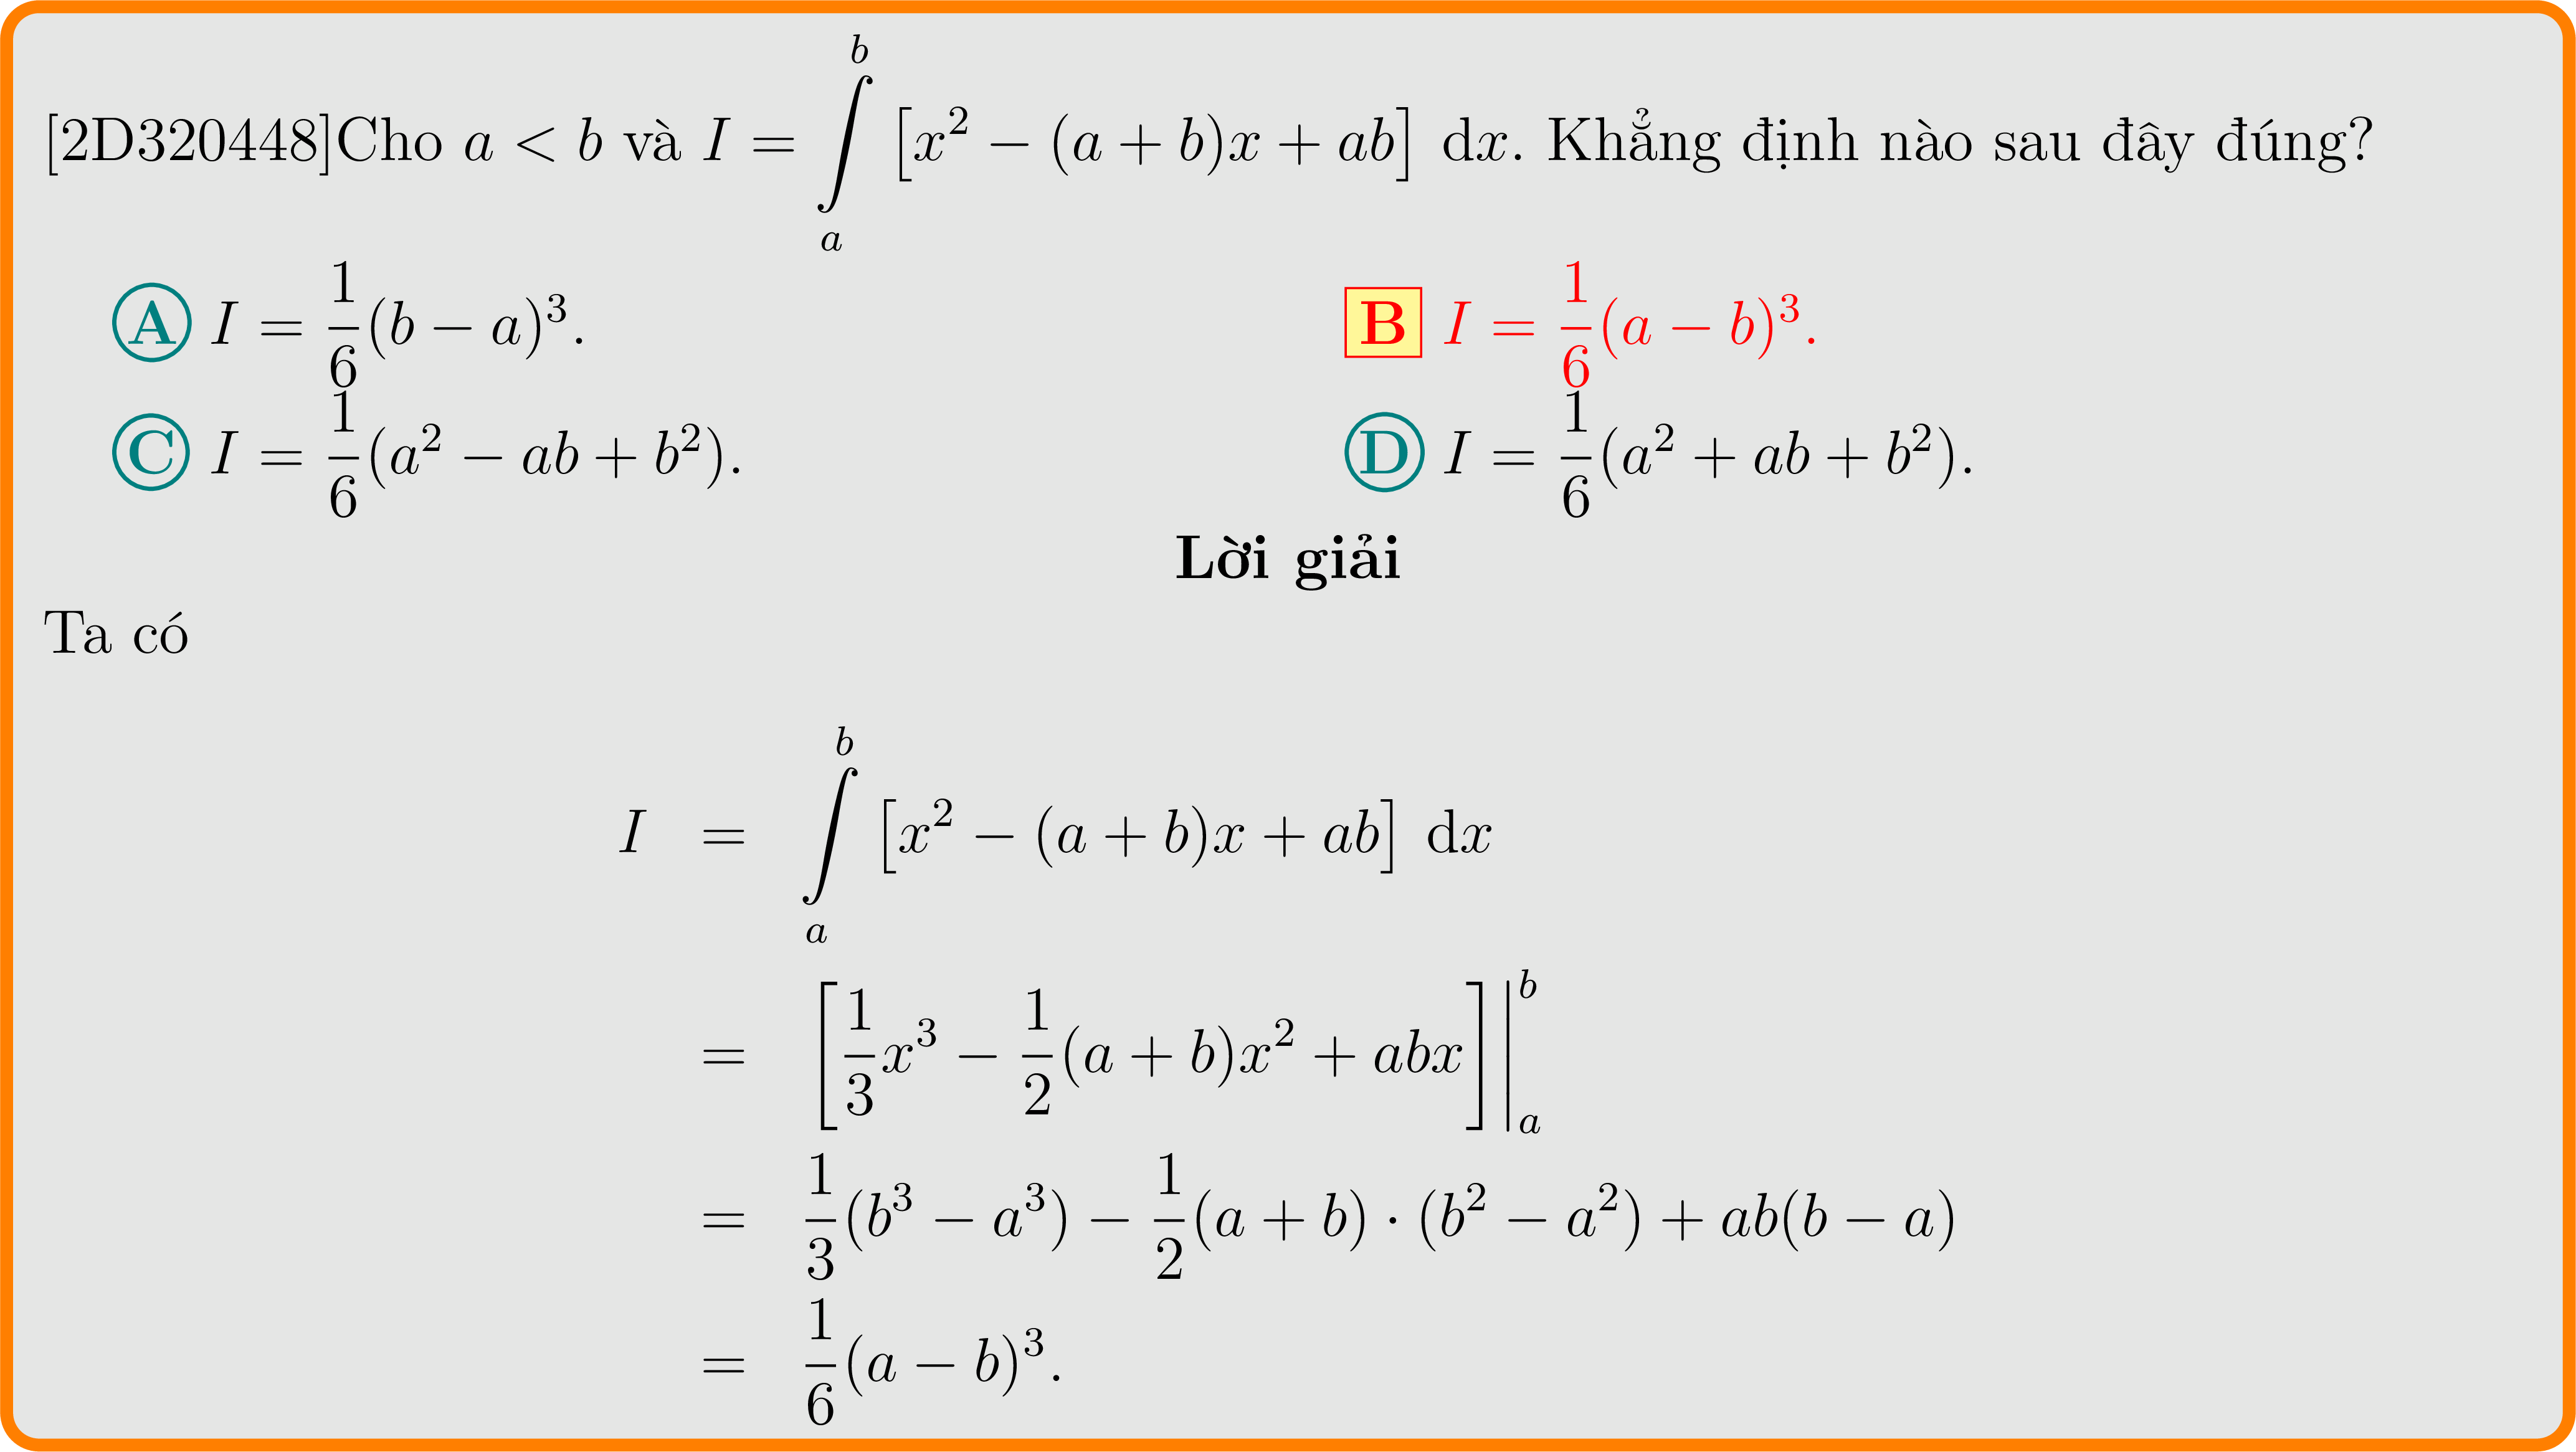 [2D320448]Cho $a < b$ và $I = \int\limits_a^b \left[x^2 - (a+b)x + ab\right] \mathrm{d}x$. Khẳng định nào sau đây đúng?
Ⓐ $I = \frac{1}{6}(b-a)^3$. B $I = \frac{1}{6}(a-b)^3$.
Ⓒ $I = \frac{1}{6}(a^2 - ab + b^2)$. Ⓓ $I = \frac{1}{6}(a^2 + ab + b^2)$.
Lời giải
Ta có
$I = \int\limits_a^b \left[x^2 - (a+b)x + ab\right] \mathrm{d}x$
$= \left[\frac{1}{3}x^3 - \frac{1}{2}(a+b)x^2 + abx\right]\Big|_a^b$
$= \frac{1}{3}(b^3 - a^3) - \frac{1}{2}(a+b) \cdot (b^2 - a^2) + ab(b-a)$
$= \frac{1}{6}(a-b)^3.$